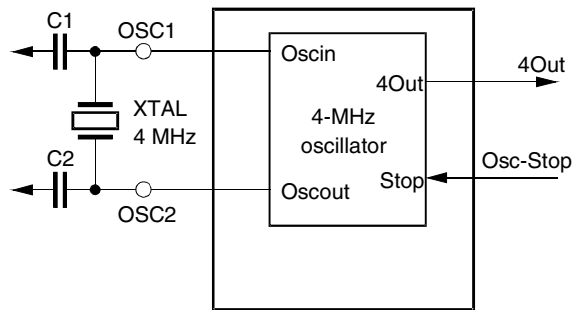 C1
OSC1
Oscin
4Out
4Out
XTAL
4 MHz
4-MHz
oscillator
C2
Osc-Stop
Stop
Oscout
OSC2